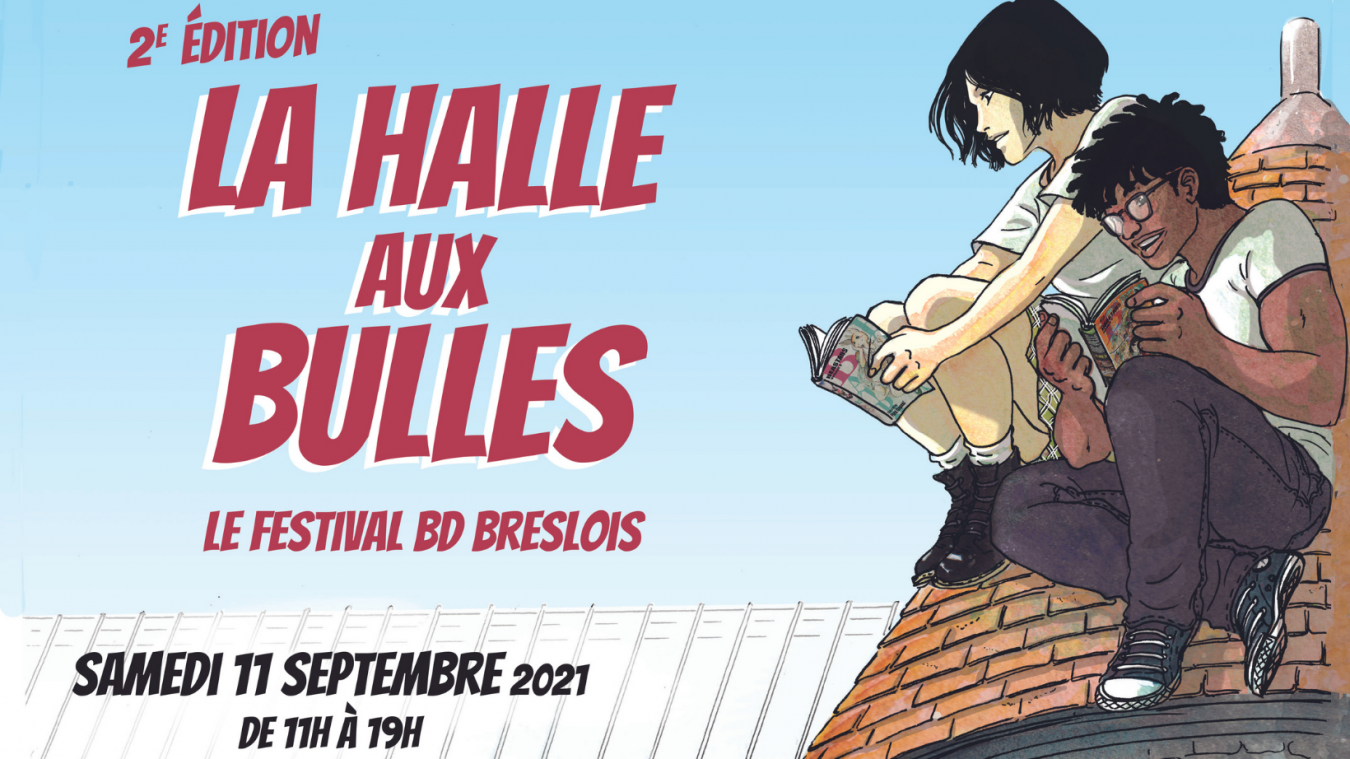 2E ÉDITION
LA HALLE
AUX
BULLES
LE FESTIVAL BD BRESLOIS
SAMEDI 11 SEPTEMBRE 2021
DE 11H À 19H